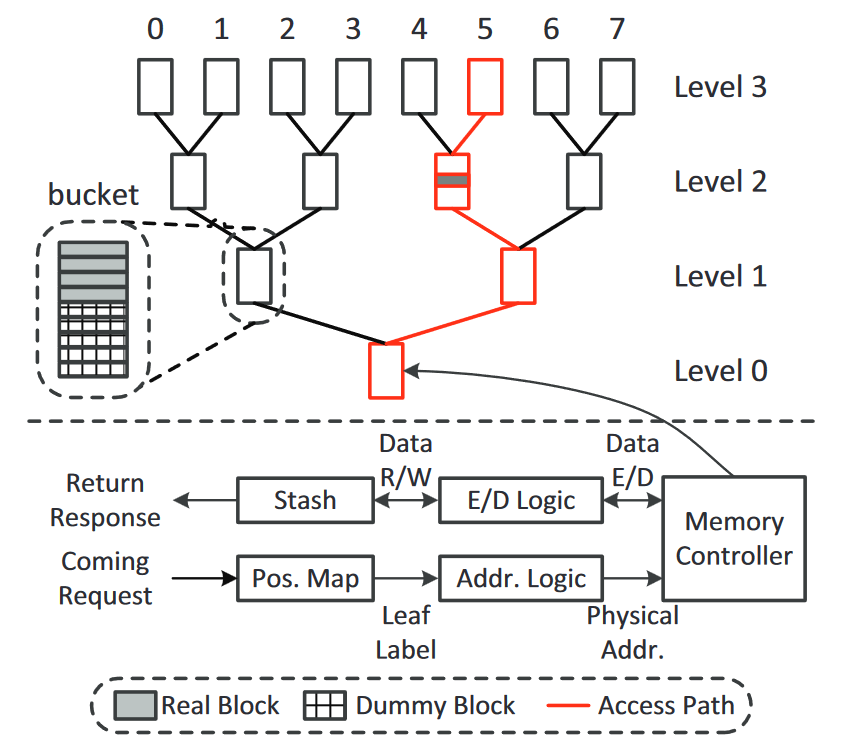 0 1 2 3 4 5 6 7
Level 3
Level 2
bucket
Level 1
Level 0
Data
R/W
Data
E/D
Return
Response
Stash
E/D Logic
Memory
Controller
Coming
Request
Pos. Map
Addr. Logic
Leaf
Label
Physical
Addr.
Real Block
Dummy Block
Access Path